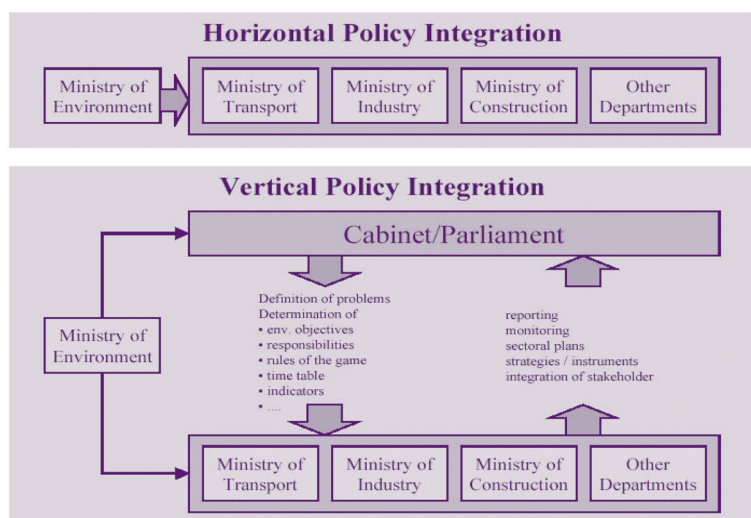 Horizontal Policy Integration
Ministry of
Environment
Ministry of
Transport
Ministry of
Industry
Ministry of
Construction
Other
Departments
Vertical Policy Integration
Cabinet/Parliament
Ministry of
Environment
Definition of problems
Determination of
• env. objectives
• responsibilities
• rules of the game
• time table
• indicators
• ....
reporting
monitoring
sectoral plans
strategies / instruments
integration of stakeholder
Ministry of
Transport
Ministry of
Industry
Ministry of
Construction
Other
Departments